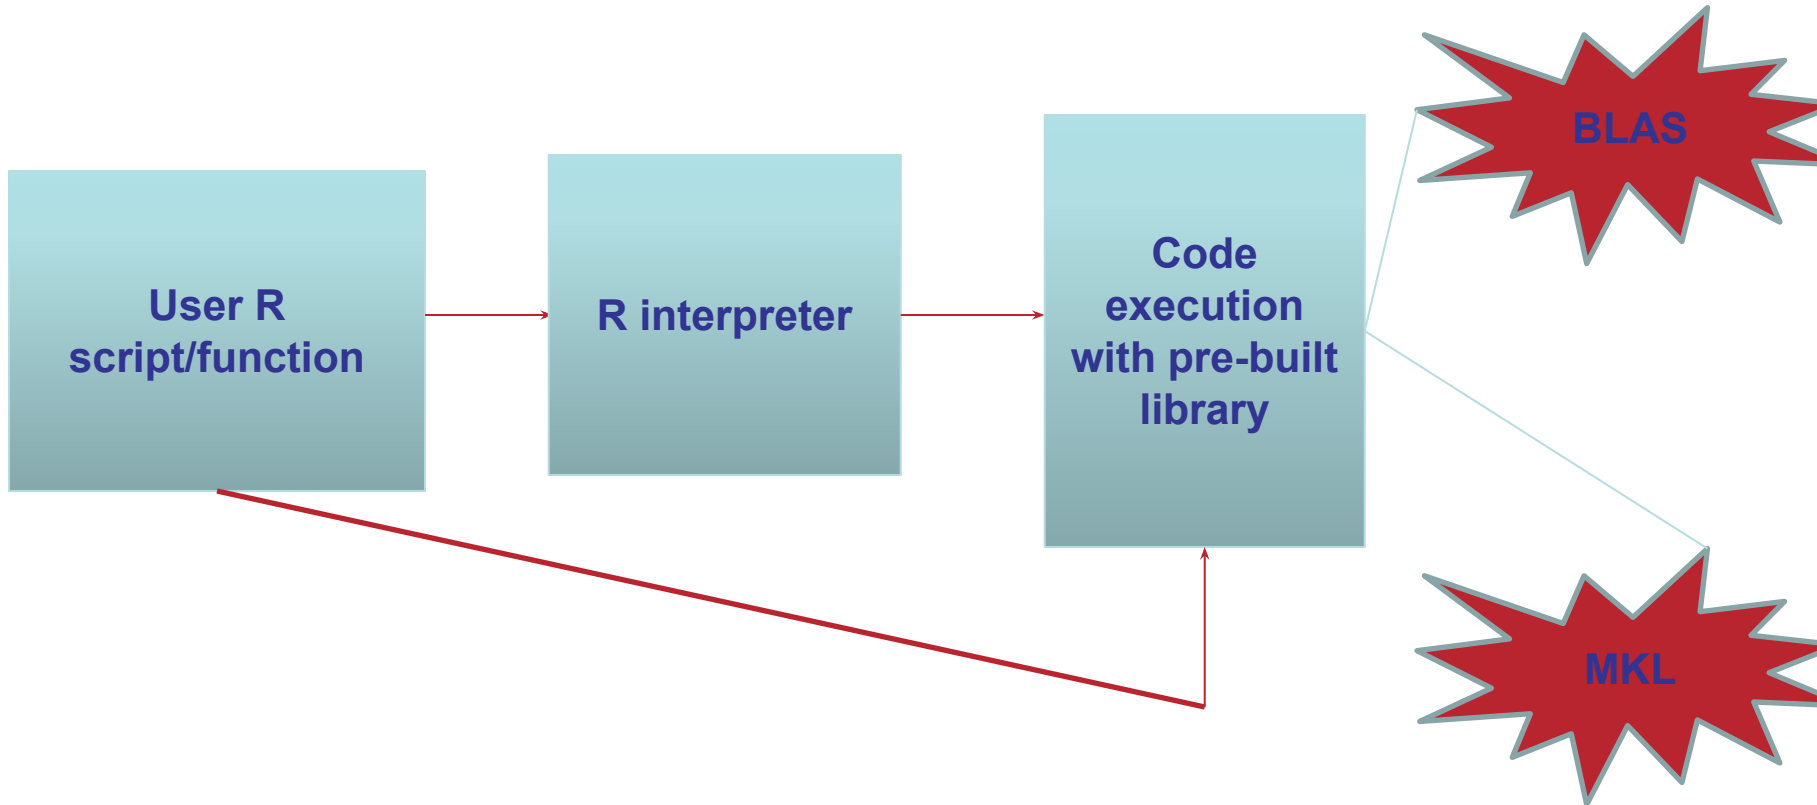 User R
script/function
R interpreter
Code
execution
with pre-built
library
BLAS
MKL